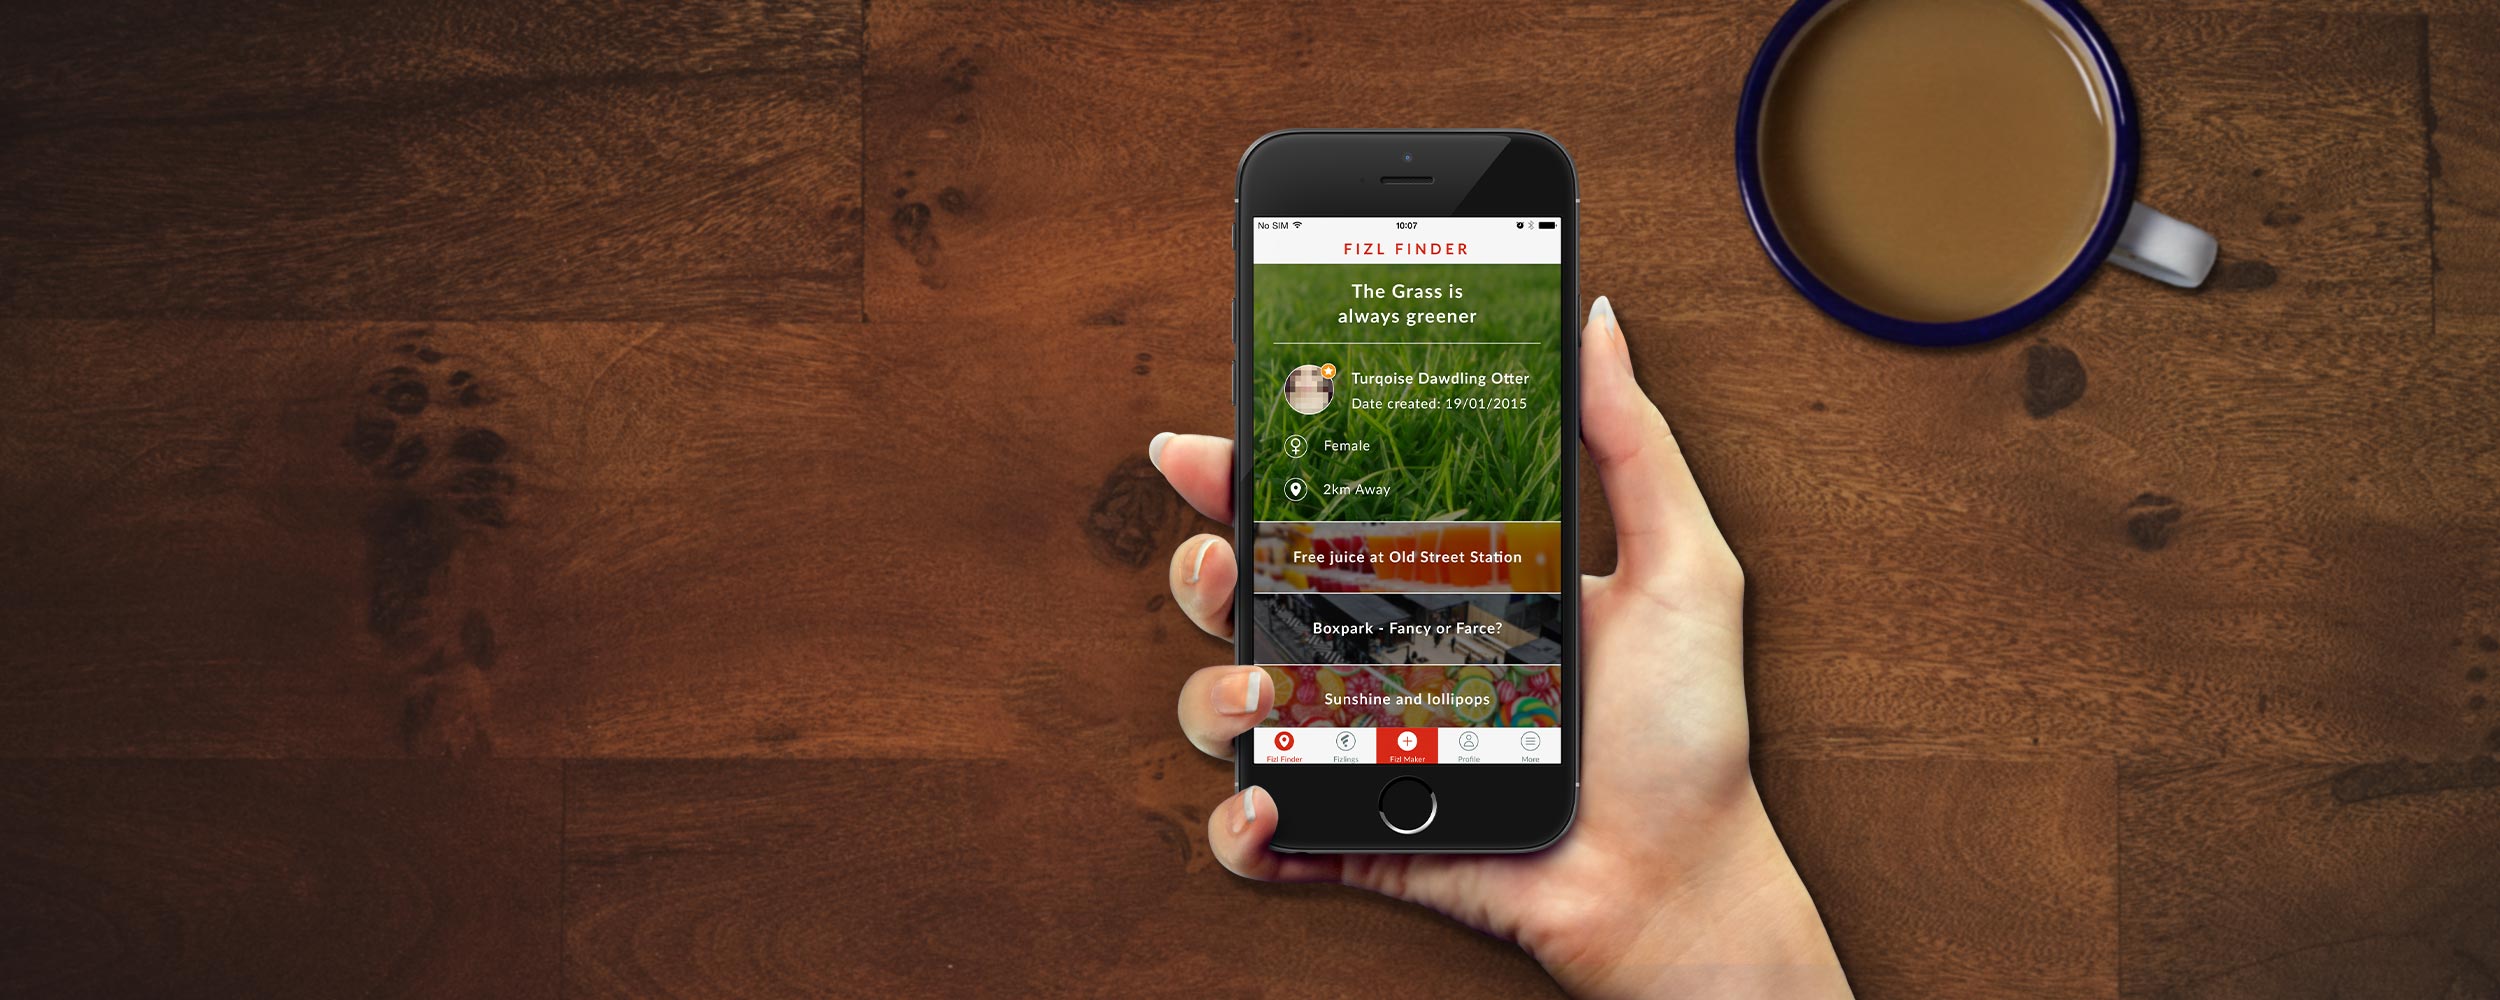 No SIM 10:07
FIZL FINDER
The Grass is
always greener
Turqoise Dawdling Otter
Date created: 19/01/2015
Female
2km Away
Free juice at Old Street Station
Boxpark - Fancy or Farce?
Sunshine and lollipops
Fizl Finder Fizlings Fizl Maker Profile More